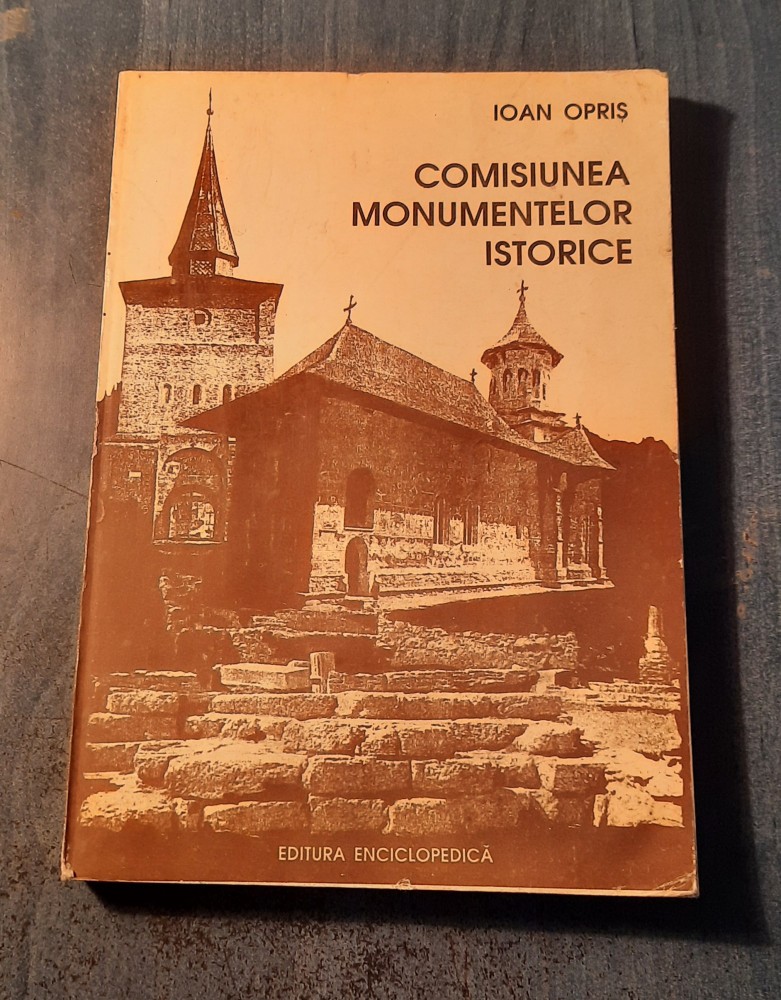 IOAN OPRIȘ
COMISIUNEA
MONUMENTELOR
ISTORICE
EDITURA ENCICLOPEDICĂ